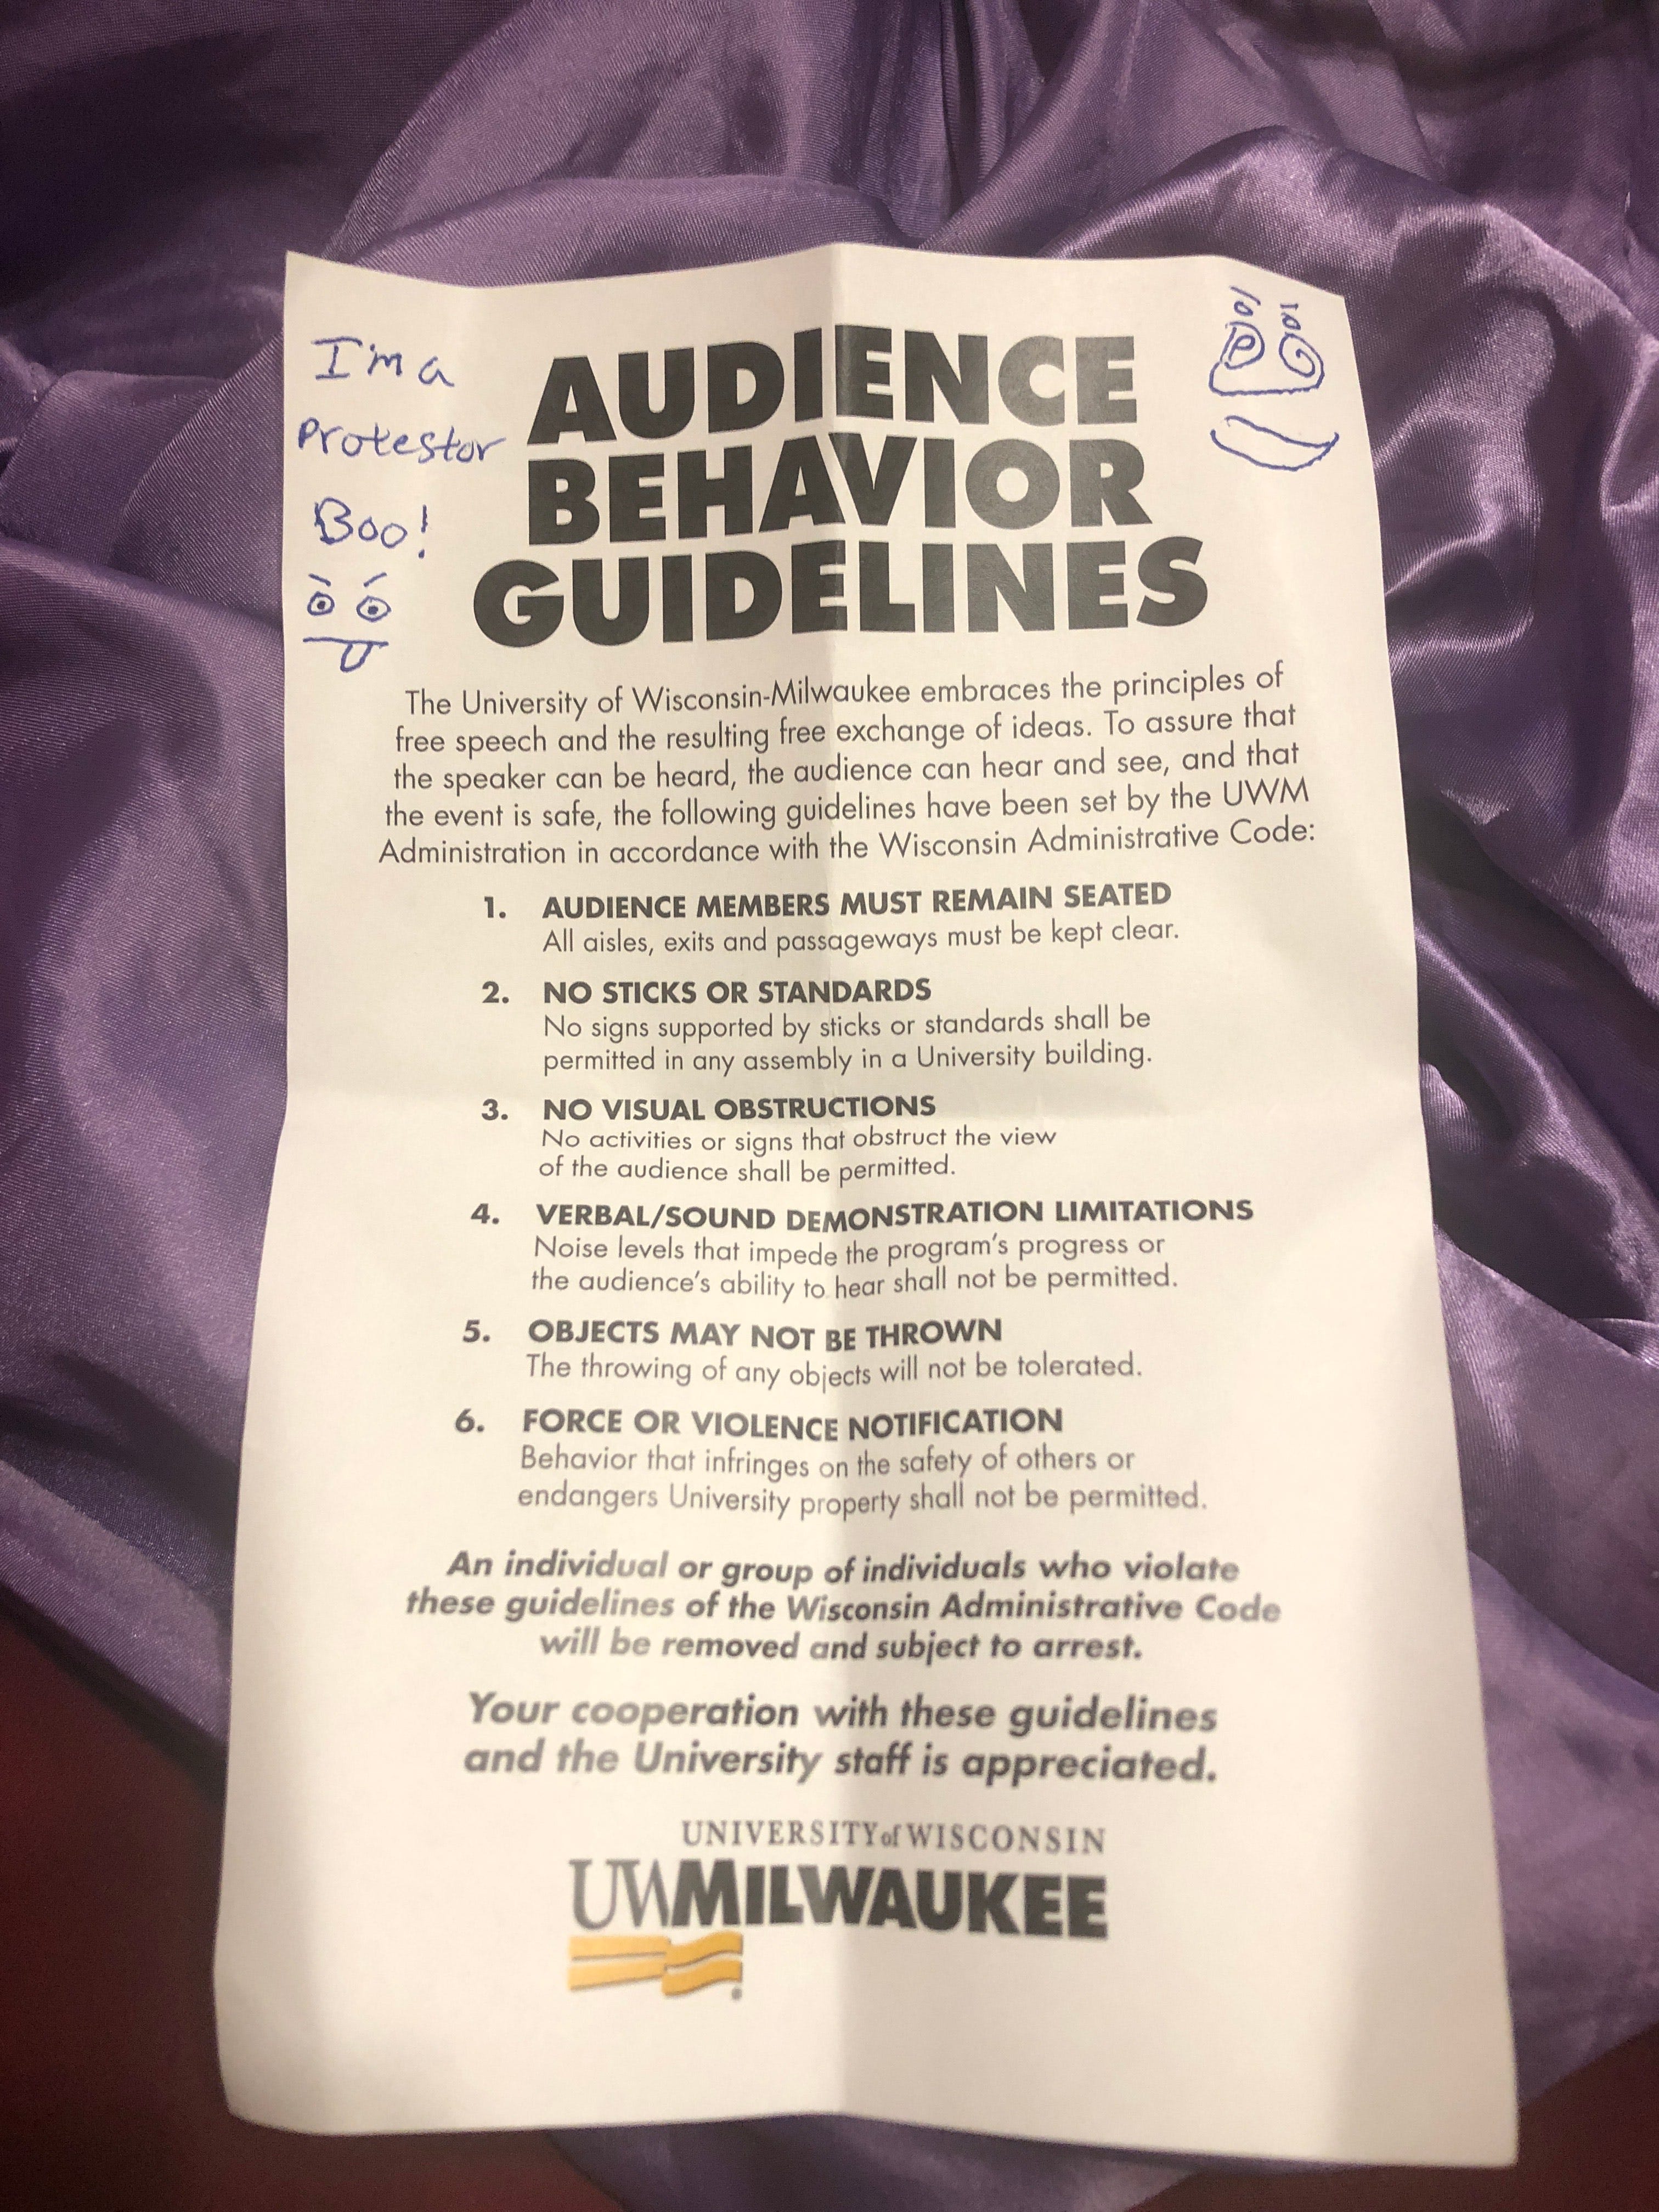 I'm a
Protestor
Boo!
AUDIENCE
BEHAVIOR
GUIDELINES
The University of Wisconsin-Milwaukee embraces the principles of
free speech and the resulting free exchange of ideas. To assure that
the speaker can be heard, the audience can hear and see, and that
the event is safe, the following guidelines have been set by the UWM
Administration in accordance with the Wisconsin Administrative Code:
1. AUDIENCE MEMBERS MUST REMAIN SEATED
All aisles, exits and passageways must be kept clear.
2. NO STICKS OR STANDARDS
No signs supported by sticks or standards shall be
permitted in any assembly in a University building.
3. NO VISUAL OBSTRUCTIONS
No activities or signs that obstruct the view
of the audience shall be permitted.
4. VERBAL/SOUND DEMONSTRATION LIMITATIONS
Noise levels that impede the program's progress or
the audience's ability to hear shall not be permitted.
5. OBJECTS MAY NOT BE THROWN
The throwing of any objects will not be tolerated.
6. FORCE OR VIOLENCE NOTIFICATION
Behavior that infringes on the safety of others or
endangers University property shall not be permitted.
An individual or group of individuals who violate
these guidelines of the Wisconsin Administrative Code
will be removed and subject to arrest.
Your cooperation with these guidelines
and the University staff is appreciated.
UNIVERSITY of WISCONSIN
UWMILWAUKEE